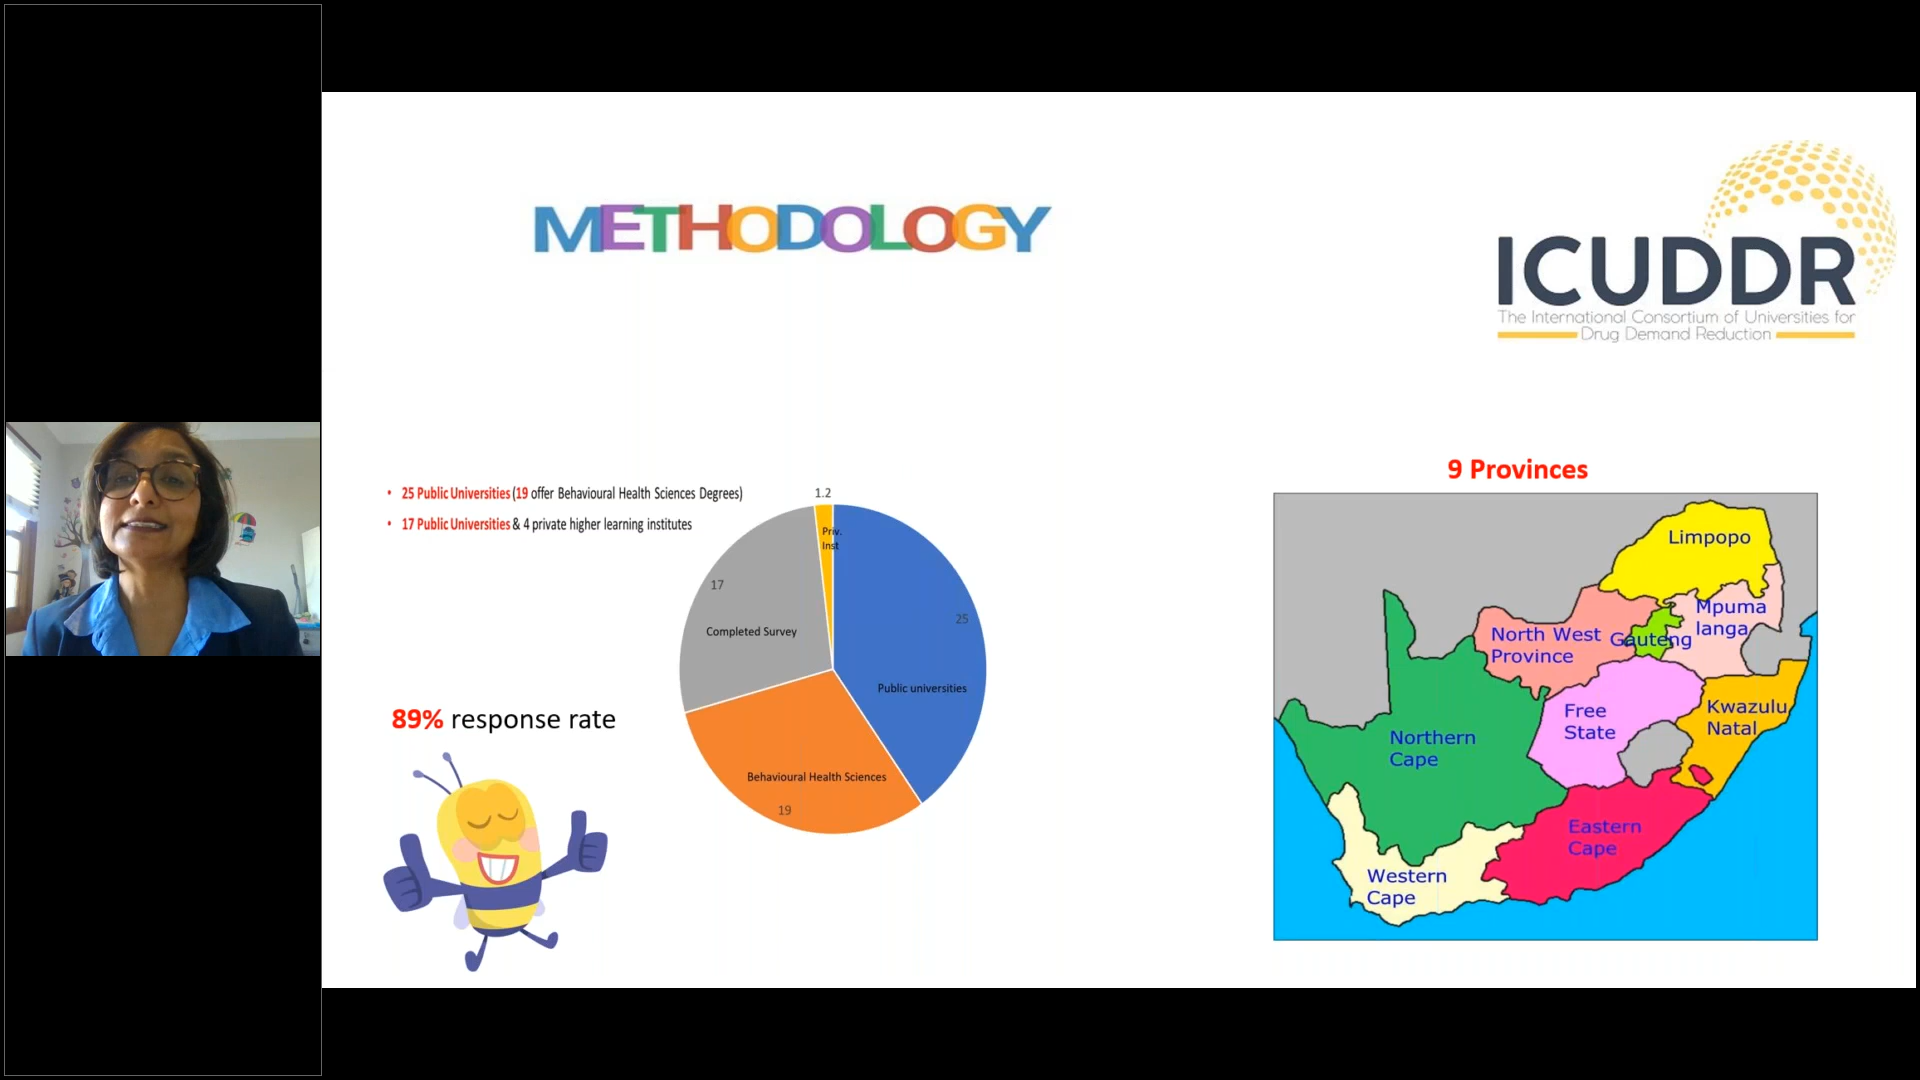 METHODOLOGY
ICUDDR
The International Consortium of Universities for
Drug Demand Reduction
• 25 Public Universities (19 offer Behavioural Health Sciences Degrees)
• 17 Public Universities & 4 private higher learning institutes
89% response rate
1.2
Priv.
Inst
17
Completed Survey
25
Public universities
Behavioural Health Sciences
19
9 Provinces
Limpopo
Mpuma
langa
North West
Province
Gauteng
Free
State
Kwazulu
Natal
Northern
Cape
Eastern
Cape
Western
Cape